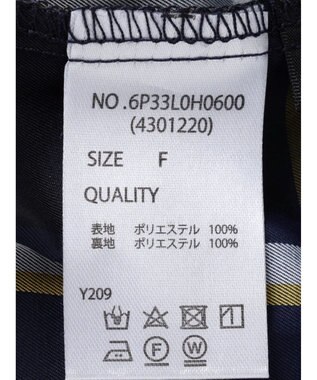 NO.6P33L0H0600
(4301220)
SIZE F
QUALITY
表地 ポリエステル 100%
裏地 ポリエステル 100%
Y209
F W